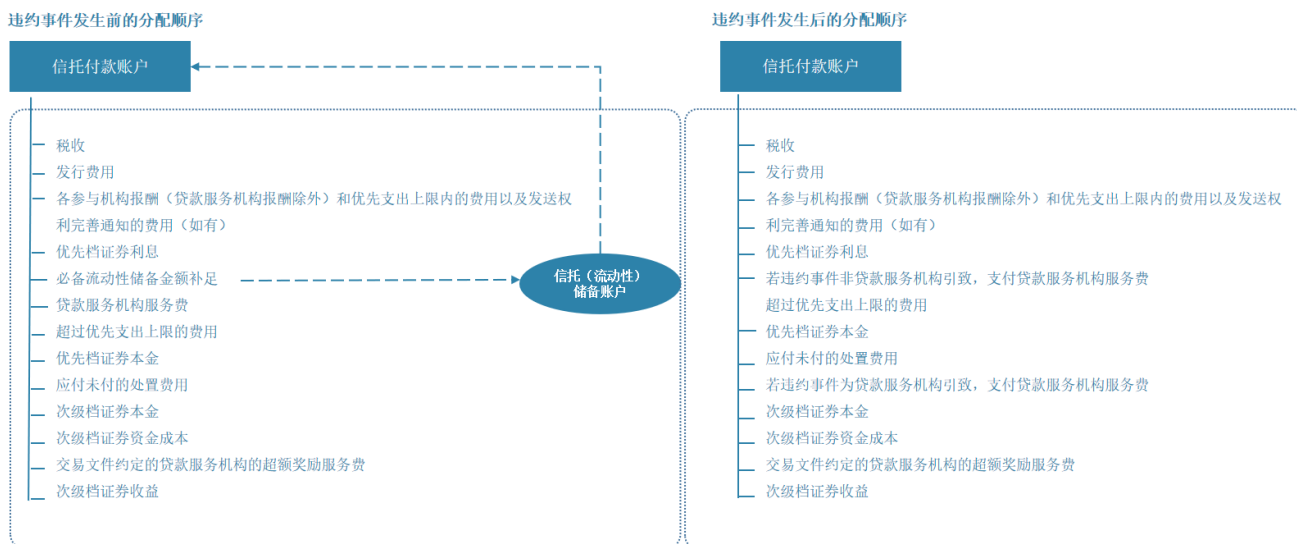 违约事件发生前的分配顺序
信托付款账户
税收
发行费用
各参与机构报酬（贷款服务机构报酬除外）和优先支出上限内的费用以及发送权
利完善通知的费用（如有）
优先档证券利息
必备流动性储备金额补足
贷款服务机构服务费
超过优先支出上限的费用
优先档证券本金
应付未付的处置费用
次级档证券本金
次级档证券资金成本
交易文件约定的贷款服务机构的超额奖励服务费
次级档证券收益
信托（流动性）
储备账户
违约事件发生后的分配顺序
信托付款账户
税收
发行费用
各参与机构报酬（贷款服务机构报酬除外）和优先支出上限内的费用以及发送权
利完善通知的费用（如有）
优先档证券利息
若违约事件非贷款服务机构引致，支付贷款服务机构服务费
超过优先支出上限的费用
优先档证券本金
应付未付的处置费用
若违约事件为贷款服务机构引致，支付贷款服务机构服务费
次级档证券本金
次级档证券资金成本
交易文件约定的贷款服务机构的超额奖励服务费
次级档证券收益